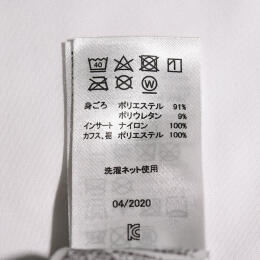 40 1
W
身ごろ ポリエステル 91%
ポリウレタン 9%
インサート ナイロン 100%
カフス、裾 ポリエステル 100%
洗濯ネット使用
04/2020